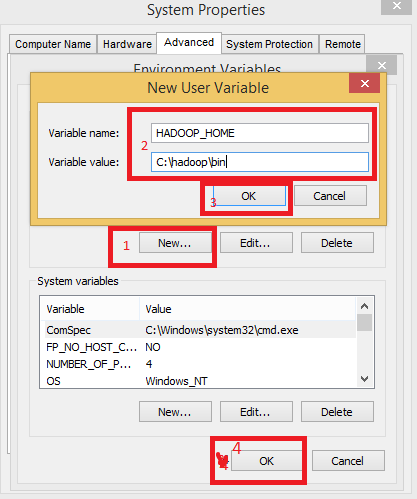 System Properties
Computer Name Hardware Advanced System Protection Remote
Environment Variables
New User Variable
Variable name: HADOOP_HOME
2
Variable value: C:\hadoop\bin
3 OK Cancel
1 New... Edit... Delete
System variables
Variable Value
ComSpec C:\Windows\system32\cmd.exe
FP_NO_HOST_C... NO
NUMBER_OF_P... 4
OS Windows_NT
New... Edit... Delete
4
OK Cancel